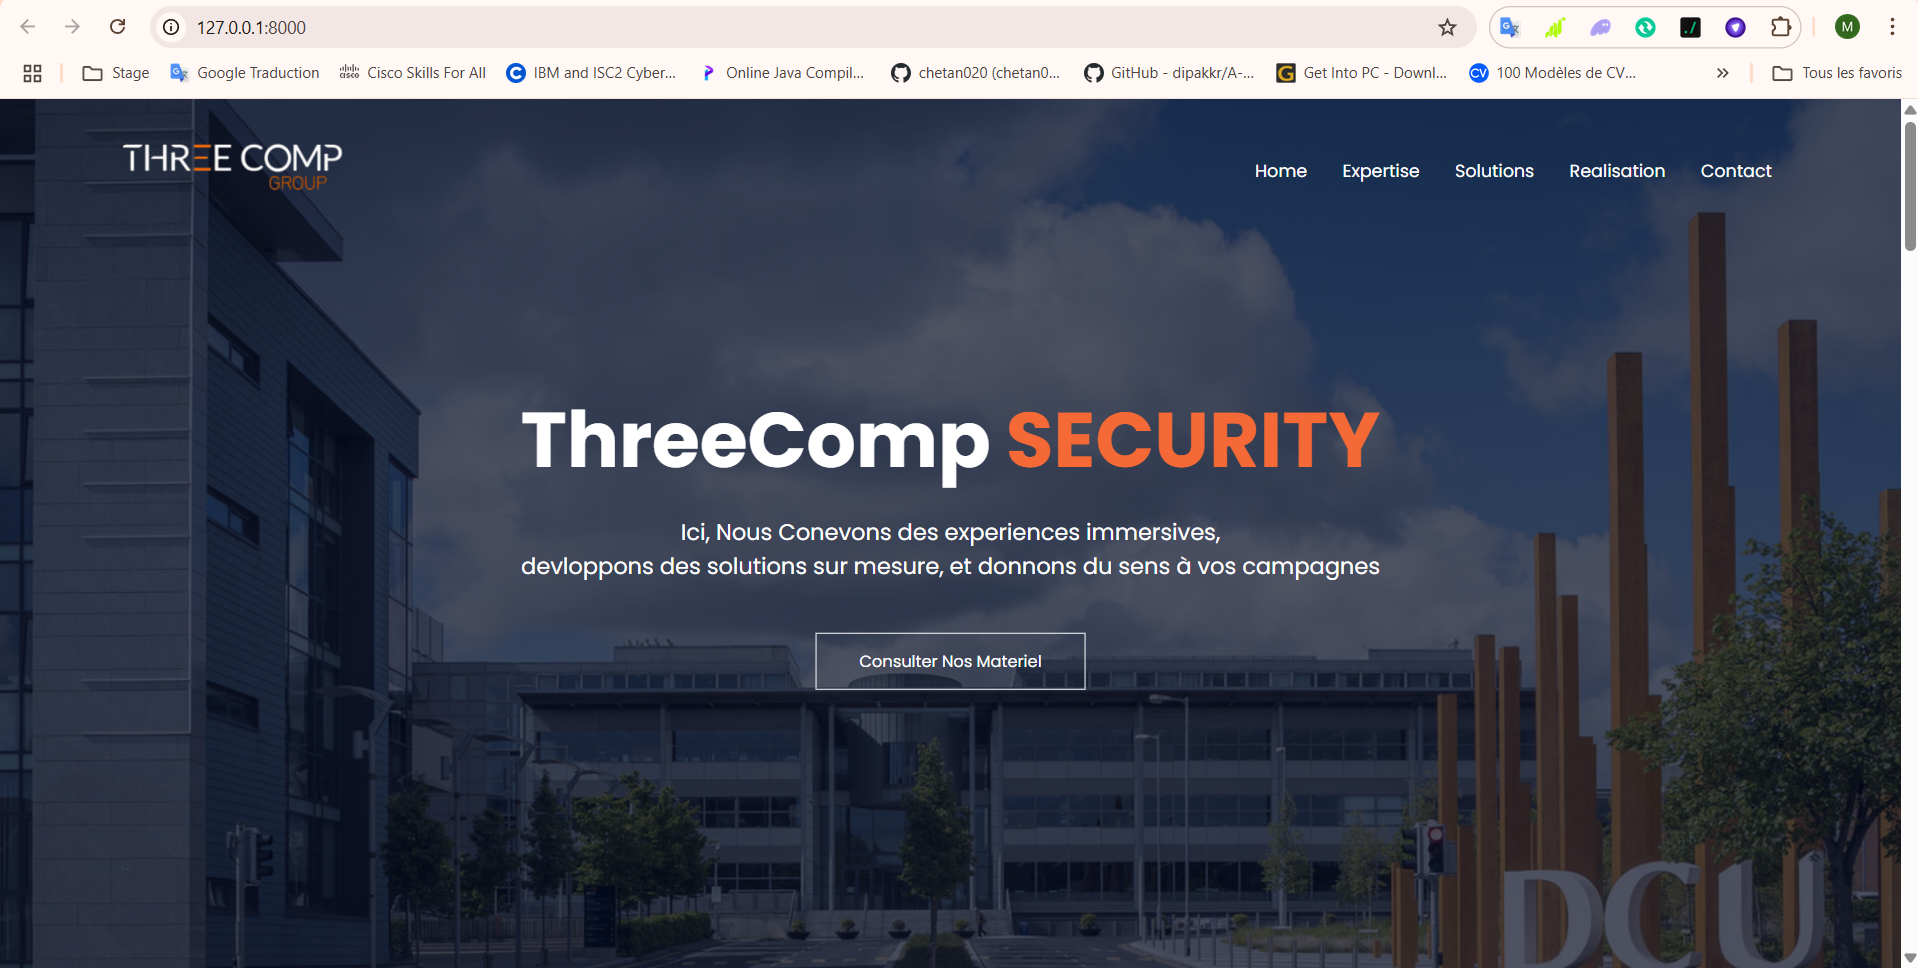 127.0.0.1:8000
M
Stage
Google Traduction
Cisco Skills For All
IBM and ISC2 Cyber...
Online Java Compil...
chetan020 (chetan0...
GitHub - dipakkr/A-...
Get Into PC - Downl...
100 Modèles de CV...
Tous les favoris
THREE COMP
GROUP
Home
Expertise
Solutions
Realisation
Contact
ThreeComp SECURITY
Ici, Nous Conevons des experiences immersives,
devloppons des solutions sur mesure, et donnons du sens à vos campagnes
Consulter Nos Materiel
DCU